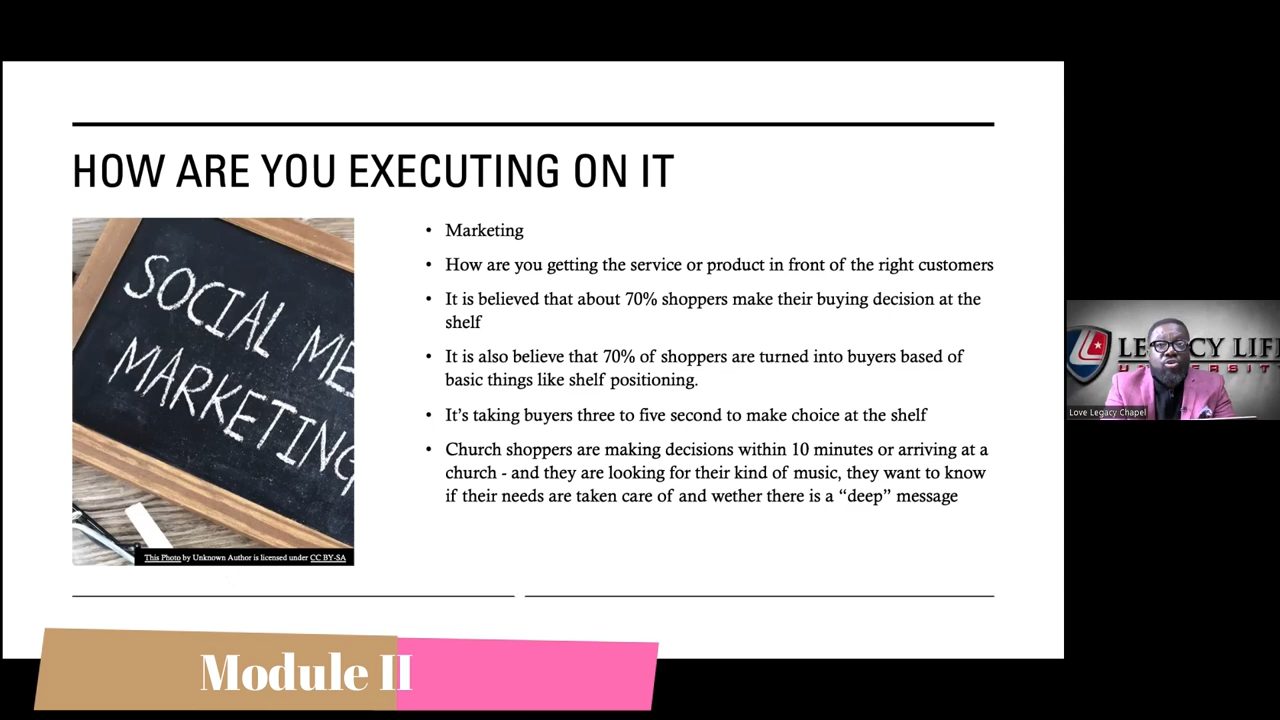 HOW ARE YOU EXECUTING ON IT
SOCIAL ME
MARKETING
This Photo by Unknown Author is licensed under CC BY-SA
• Marketing
• How are you getting the service or product in front of the right customers
• It is believed that about 70% shoppers make their buying decision at the
shelf
• It is also believe that 70% of shoppers are turned into buyers based of
basic things like shelf positioning.
• It’s taking buyers three to five second to make choice at the shelf
• Church shoppers are making decisions within 10 minutes or arriving at a
church - and they are looking for their kind of music, they want to know
if their needs are taken care of and wether there is a “deep” message
LE CY LIF
U ERSIT
Love Legacy Chapel
Module II